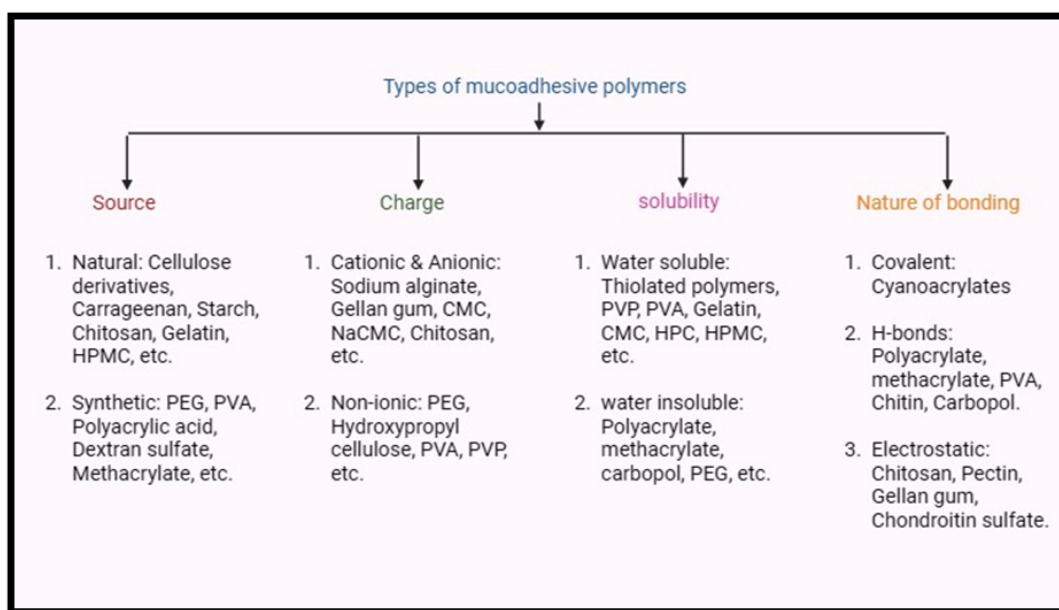 Types of mucoadhesive polymers
Source
1. Natural: Cellulose
derivatives,
Carrageenan, Starch,
Chitosan, Gelatin,
HPMC, etc.
2. Synthetic: PEG, PVA,
Polyacrylic acid,
Dextran sulfate,
Methacrylate, etc.
Charge
1. Cationic & Anionic:
Sodium alginate,
Gellan gum, CMC,
NaCMC, Chitosan,
etc.
2. Non-ionic: PEG,
Hydroxypropyl
cellulose, PVA, PVP,
etc.
solubility
1. Water soluble:
Thiolated polymers,
PVP, PVA, Gelatin,
CMC, HPC, HPMC,
etc.
2. water insoluble:
Polyacrylate,
methacrylate,
carbopol, PEG, etc.
Nature of bonding
1. Covalent:
Cyanoacrylates
2. H-bonds:
Polyacrylate,
methacrylate, PVA,
Chitin, Carbopol.
3. Electrostatic:
Chitosan, Pectin,
Gellan gum,
Chondroitin sulfate.